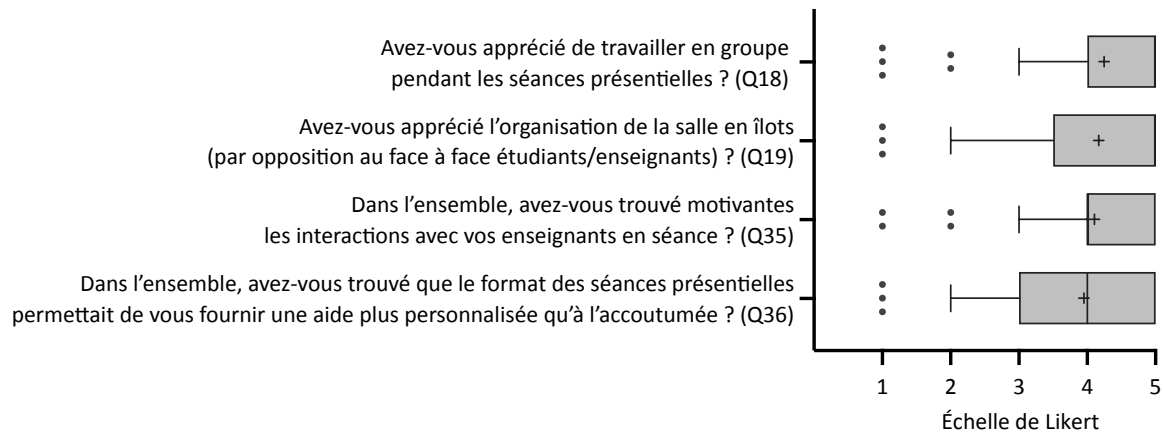 Avez-vous apprécié de travailler en groupe
pendant les séances présentielles ? (Q18)
Avez-vous apprécié l'organisation de la salle en îlots
(par opposition au face à face étudiants/enseignants) ? (Q19)
Dans l'ensemble, avez-vous trouvé motivantes
les interactions avec vos enseignants en séance ? (Q35)
Dans l'ensemble, avez-vous trouvé que le format des séances présentielles
permettait de vous fournir une aide plus personnalisée qu'à l'accoutumée ? (Q36)
1 2 3 4 5
Échelle de Likert